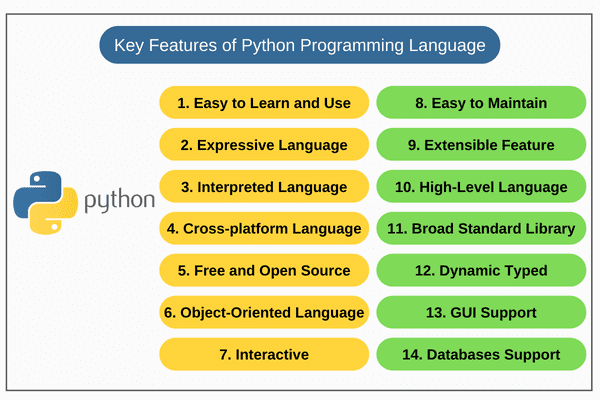 Key Features of Python Programming Language
python
1. Easy to Learn and Use
2. Expressive Language
3. Interpreted Language
4. Cross-platform Language
5. Free and Open Source
6. Object-Oriented Language
7. Interactive
8. Easy to Maintain
9. Extensible Feature
10. High-Level Language
11. Broad Standard Library
12. Dynamic Typed
13. GUI Support
14. Databases Support